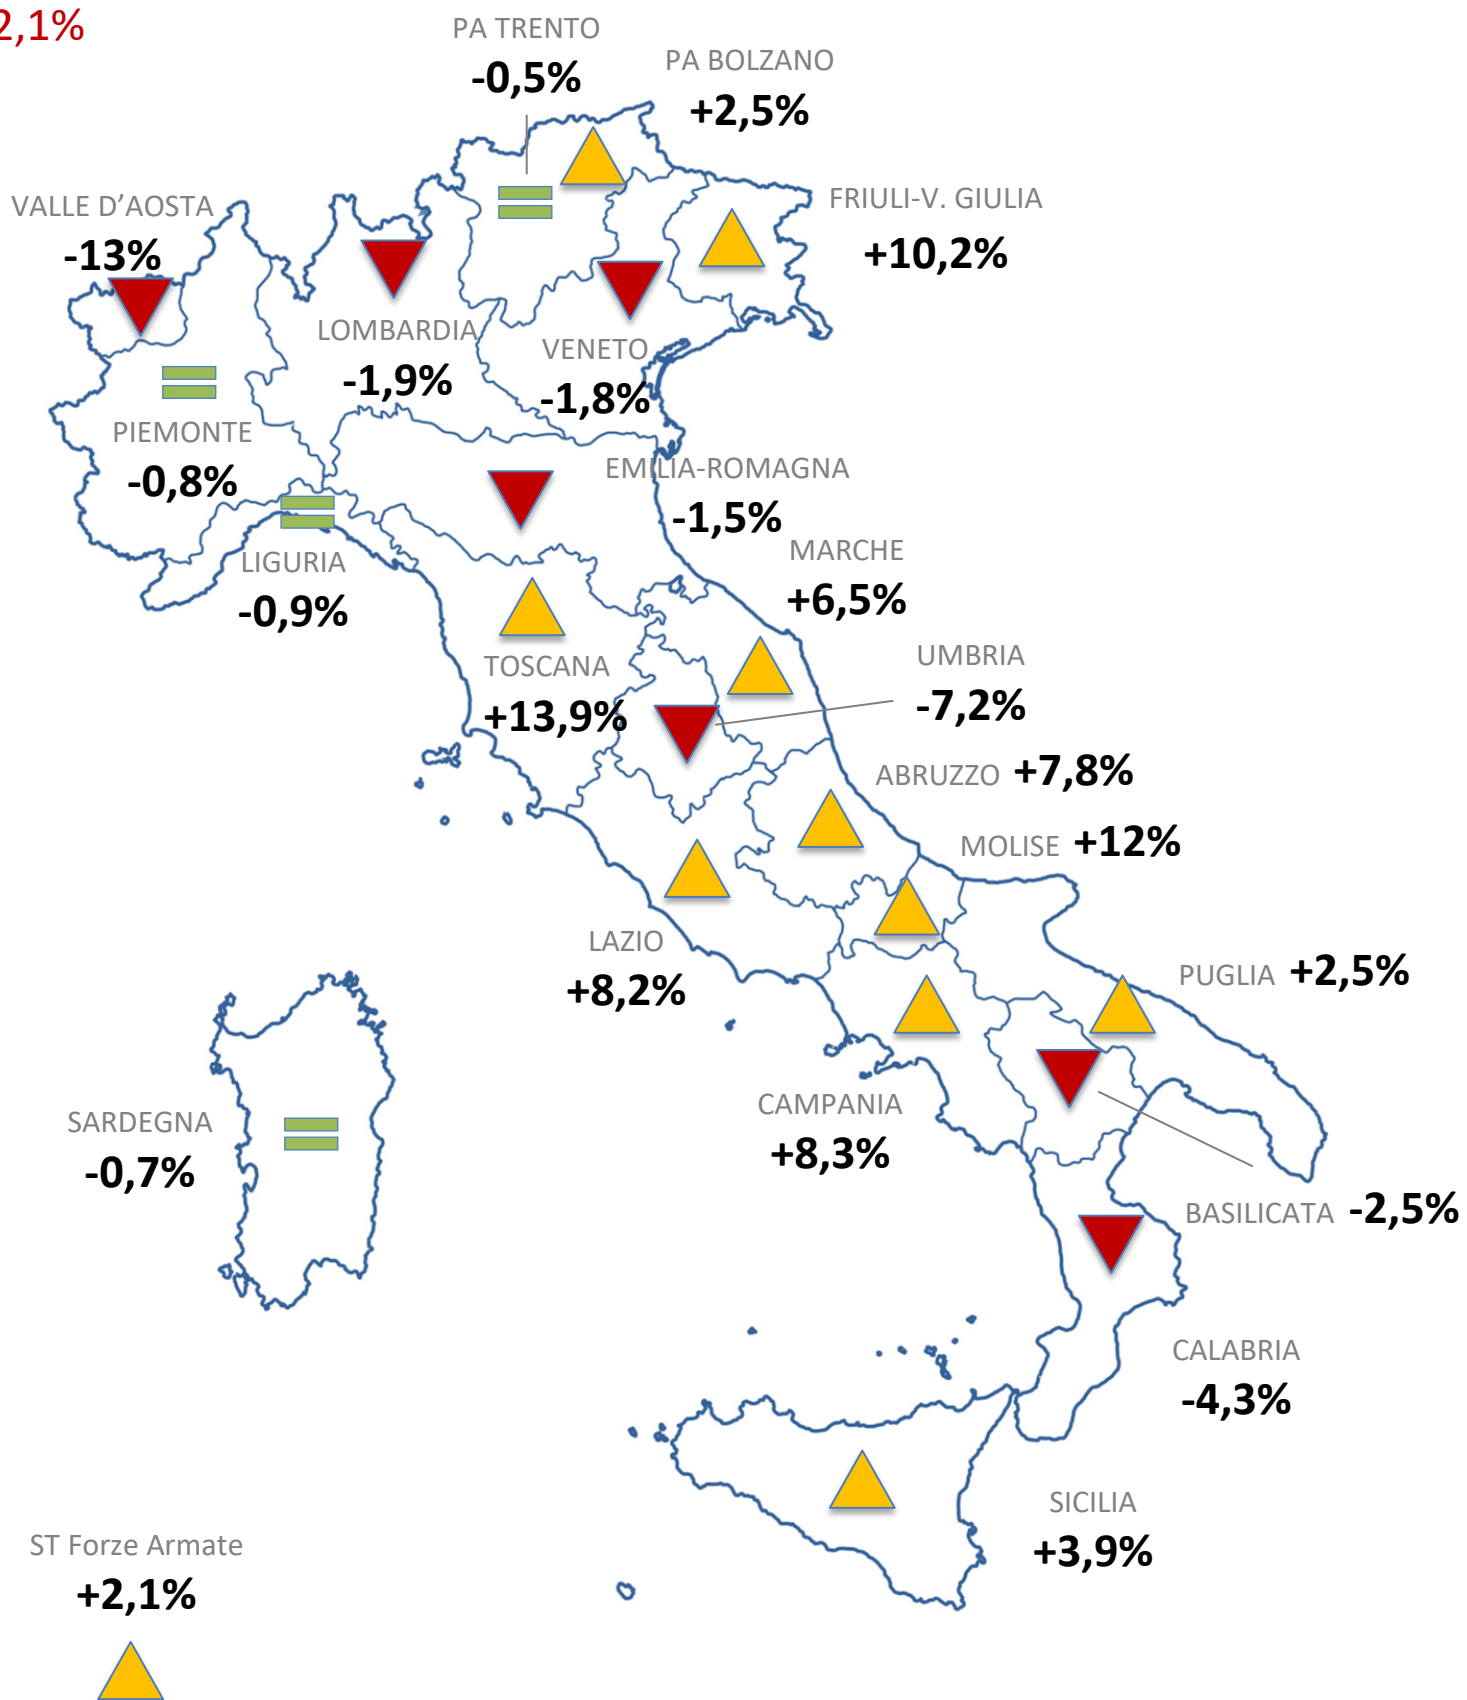 2,1%
PA TRENTO
-0,5%
PA BOLZANO
+2,5%
VALLE D'AOSTA
-13%
FRIULI-V. GIULIA
+10,2%
LOMBARDIA
-1,9%
VENETO
-1,8%
PIEMONTE
-0,8%
EMILIA-ROMAGNA
-1,5%
LIGURIA
-0,9%
MARCHE
+6,5%
TOSCANA
+13,9%
UMBRIA
-7,2%
ABRUZZO +7,8%
MOLISE +12%
LAZIO
+8,2%
PUGLIA +2,5%
CAMPANIA
+8,3%
SARDEGNA
-0,7%
BASILICATA -2,5%
CALABRIA
-4,3%
SICILIA
+3,9%
ST Forze Armate
+2,1%